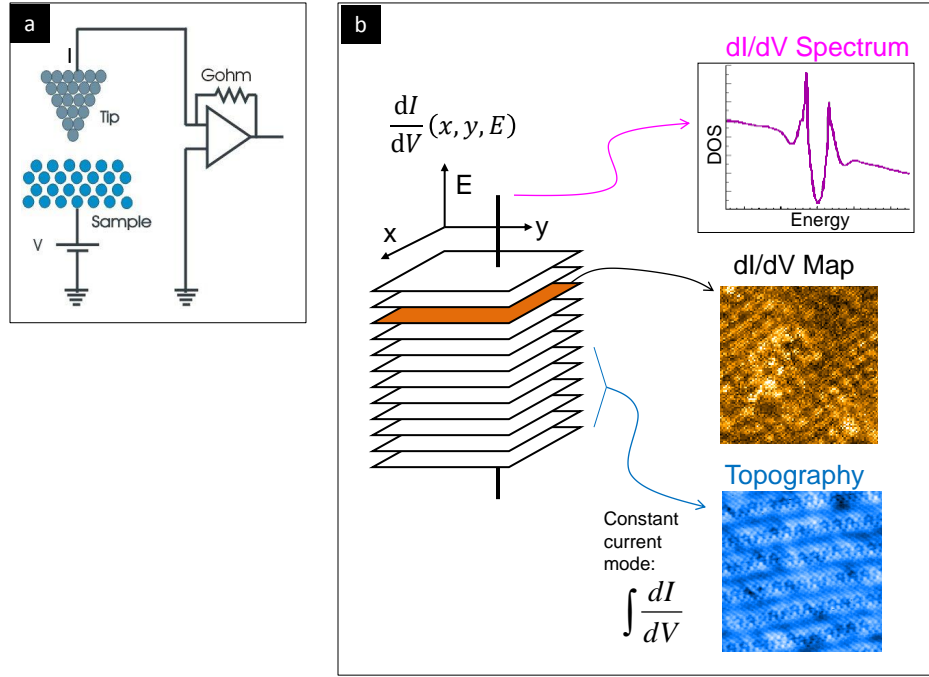 a
I
Gohm
Tip
Sample
V
b
dI/dV Spectrum
dI/dV (x, y, E)
DOS
Energy
E
x
y
dI/dV Map
Topography
Constant
current
mode:
∫ dI/dV